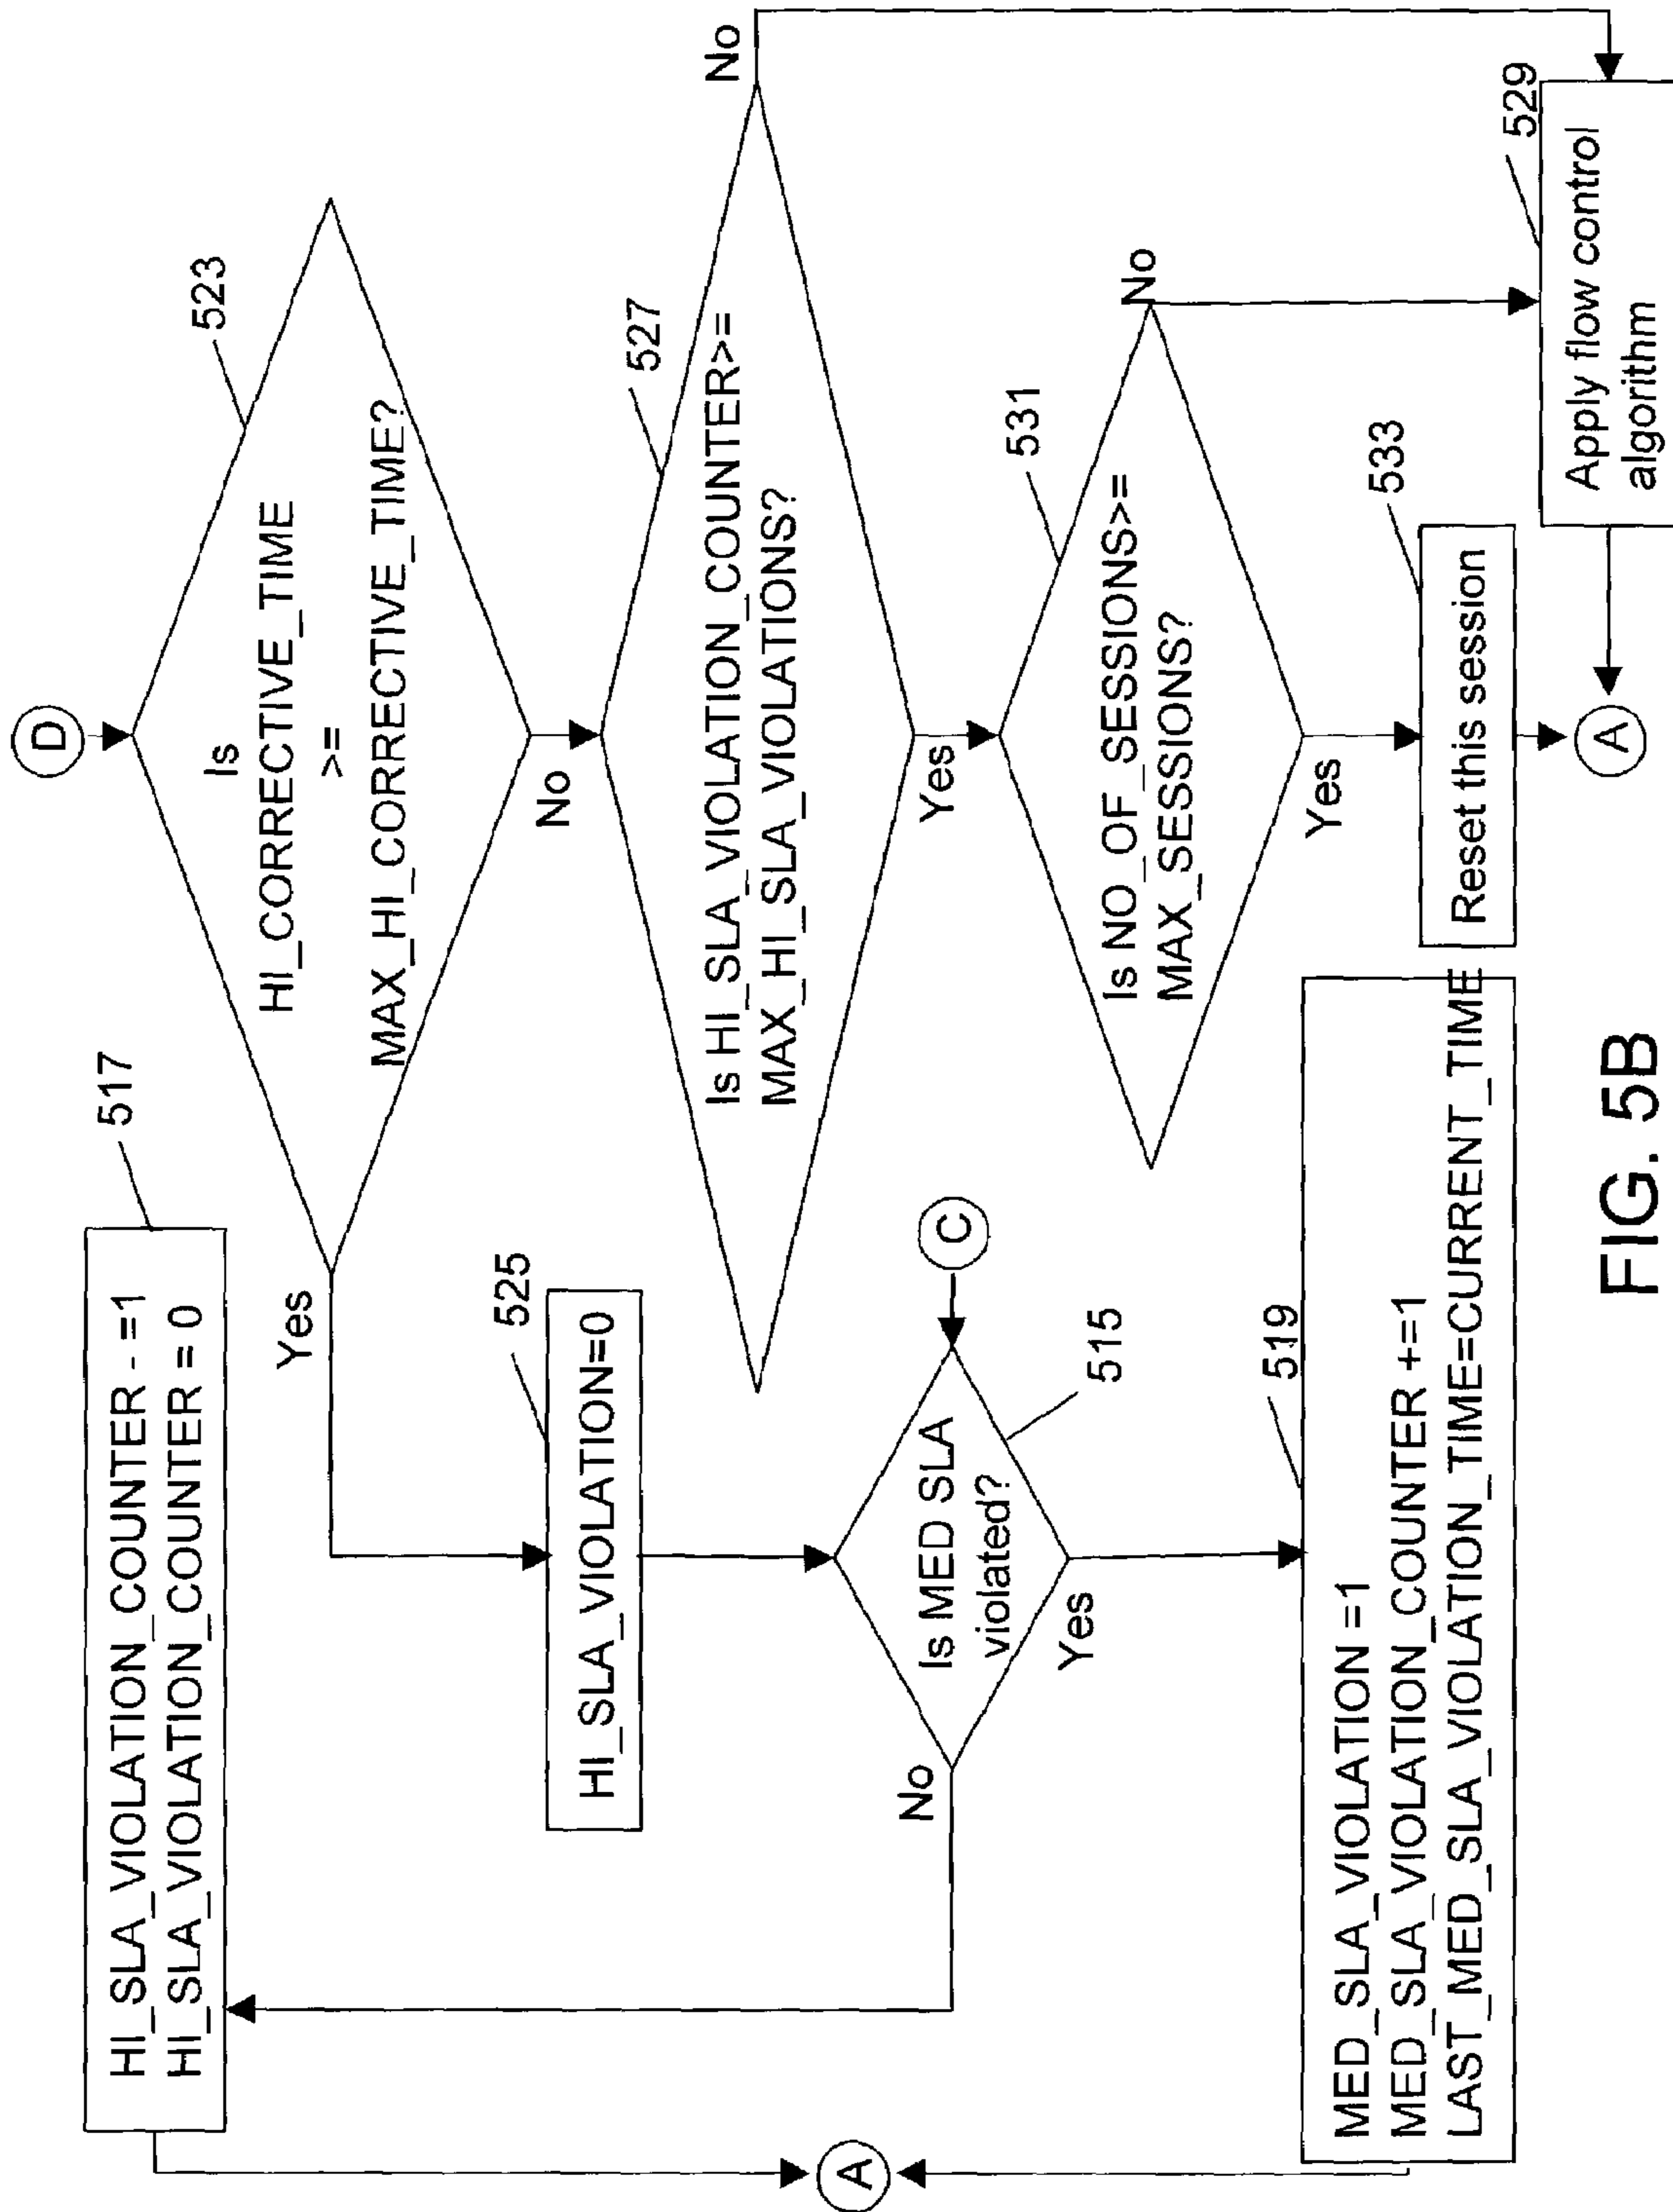 D
Is
HI_CORRECTIVE_TIME
>=
MAX_HI_CORRECTIVE_TIME?
523
Yes
No
517
HI_SLA_VIOLATION_COUNTER - =1
HI_SLA_VIOLATION_COUNTER = 0
525
HI_SLA_VIOLATION=0
527
Is HI_SLA_VIOLATION_COUNTER>=
MAX_HI_SLA_VIOLATIONS?
No
Yes
C
Is MED SLA
violated?
515
No
Yes
531
Is NO_OF_SESSIONS>=
MAX_SESSIONS?
No
Yes
A
519
MED_SLA_VIOLATION =1
MED_SLA_VIOLATION_COUNTER +=1
LAST_MED_SLA_VIOLATION_TIME=CURRENT_TIME
533
Reset this session
529
Apply flow control
algorithm
A
FIG. 5B